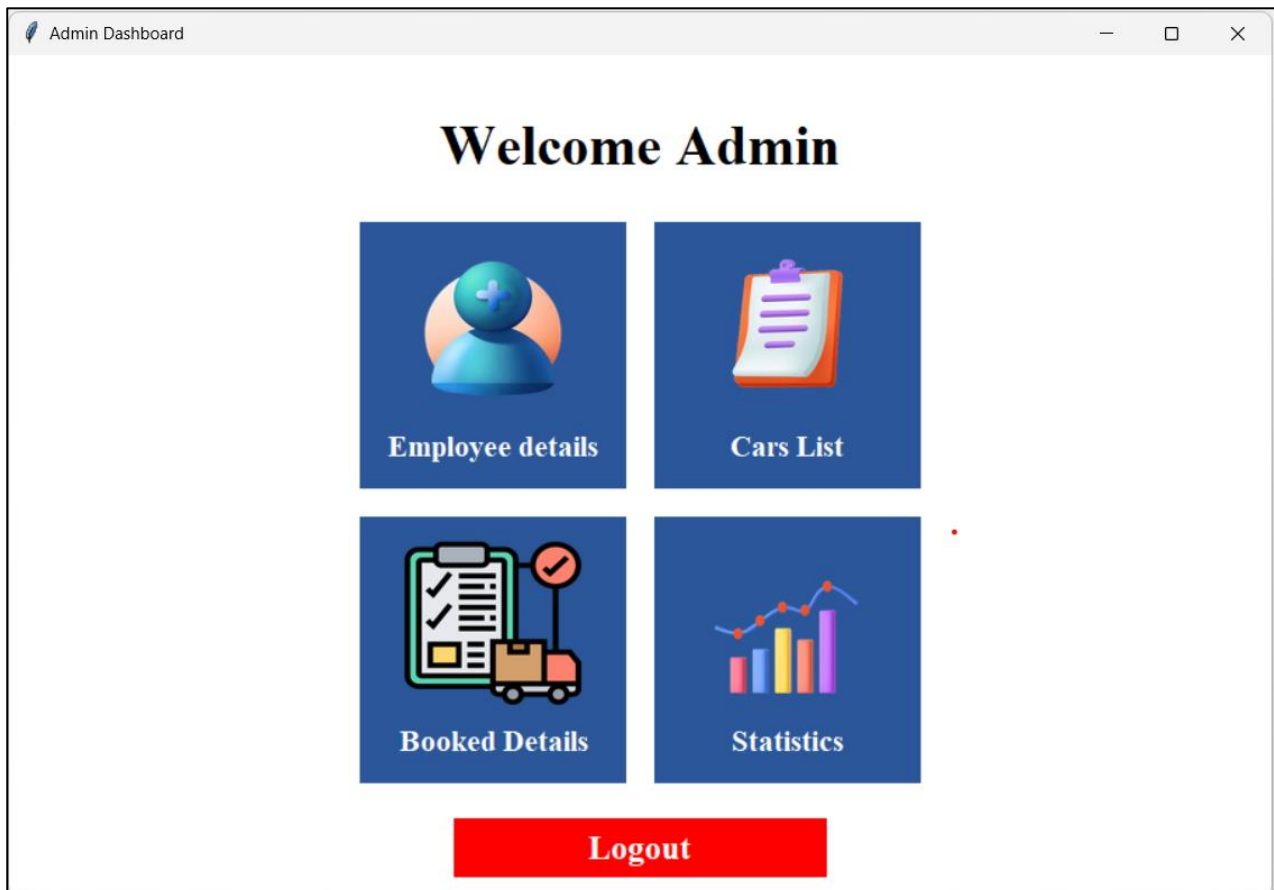 Admin Dashboard
Welcome Admin
Employee details
Cars List
Booked Details
Statistics
Logout